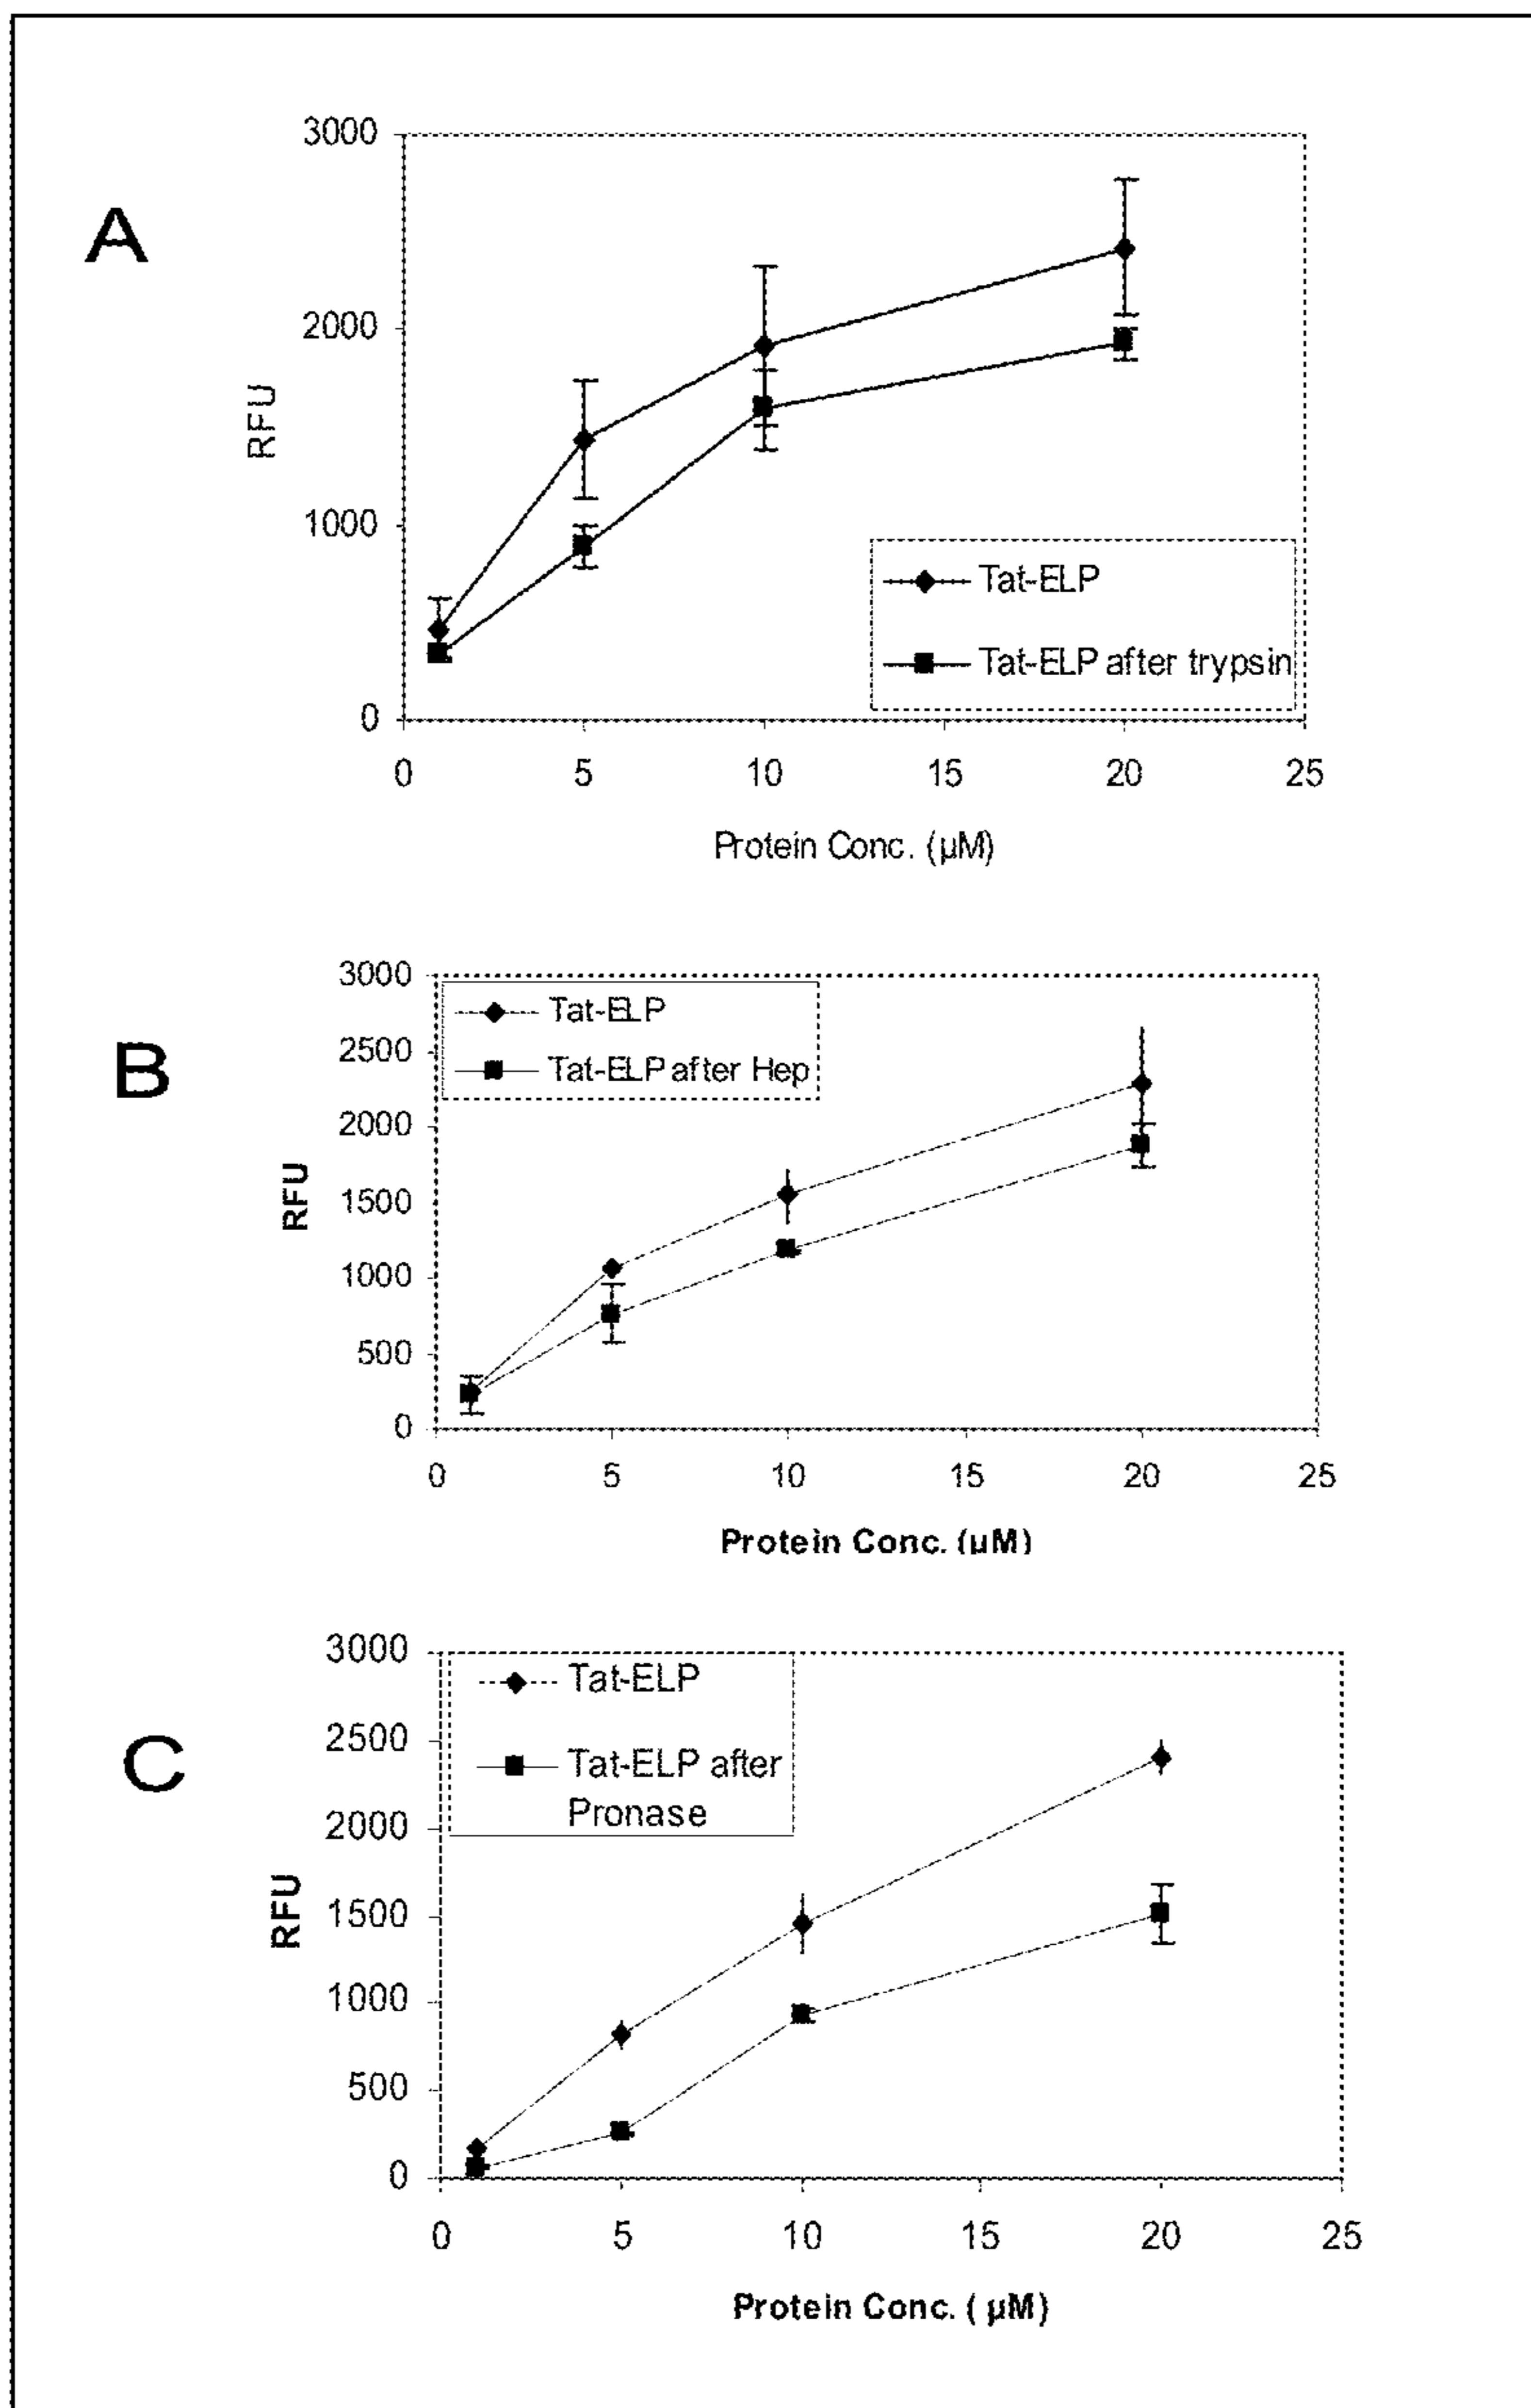 A
3000
2000
1000
0
RFU
Tat-ELP
Tat-ELP after trypsin
0 5 10 15 20 25
Protein Conc. (µM)
B
3000
2500
2000
1500
1000
500
0
RFU
Tat-ELP
Tat-ELP after Hep
0 5 10 15 20 25
Protein Conc. (µM)
C
3000
2500
2000
1500
1000
500
0
RFU
Tat-ELP
Tat-ELP after
Pronase
0 5 10 15 20 25
Protein Conc. ( µM)